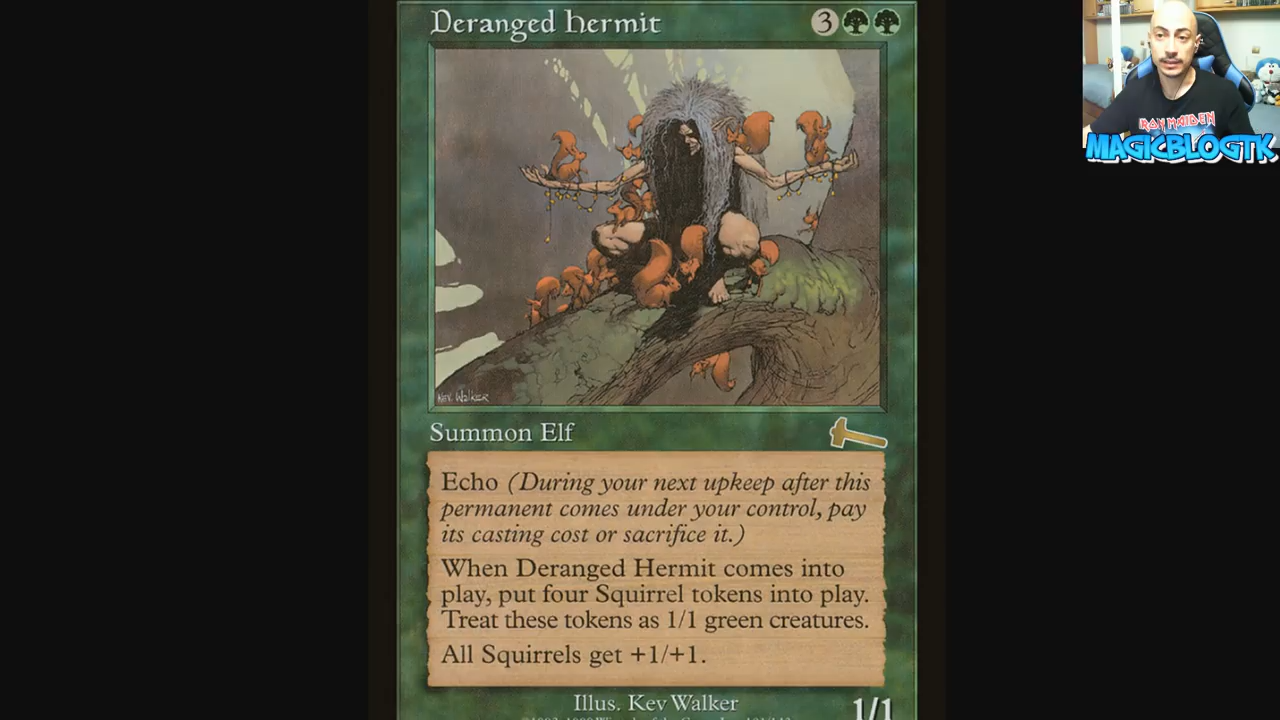 Deranged Hermit
3
KEV WALKER
Summon Elf
Echo (During your next upkeep after this
permanent comes under your control, pay
its casting cost or sacrifice it.)
When Deranged Hermit comes into
play, put four Squirrel tokens into play.
Treat these tokens as 1/1 green creatures.
All Squirrels get +1/+1.
Illus. Kev Walker
1/1
IRON MAIDEN
MAGICBLOGTK